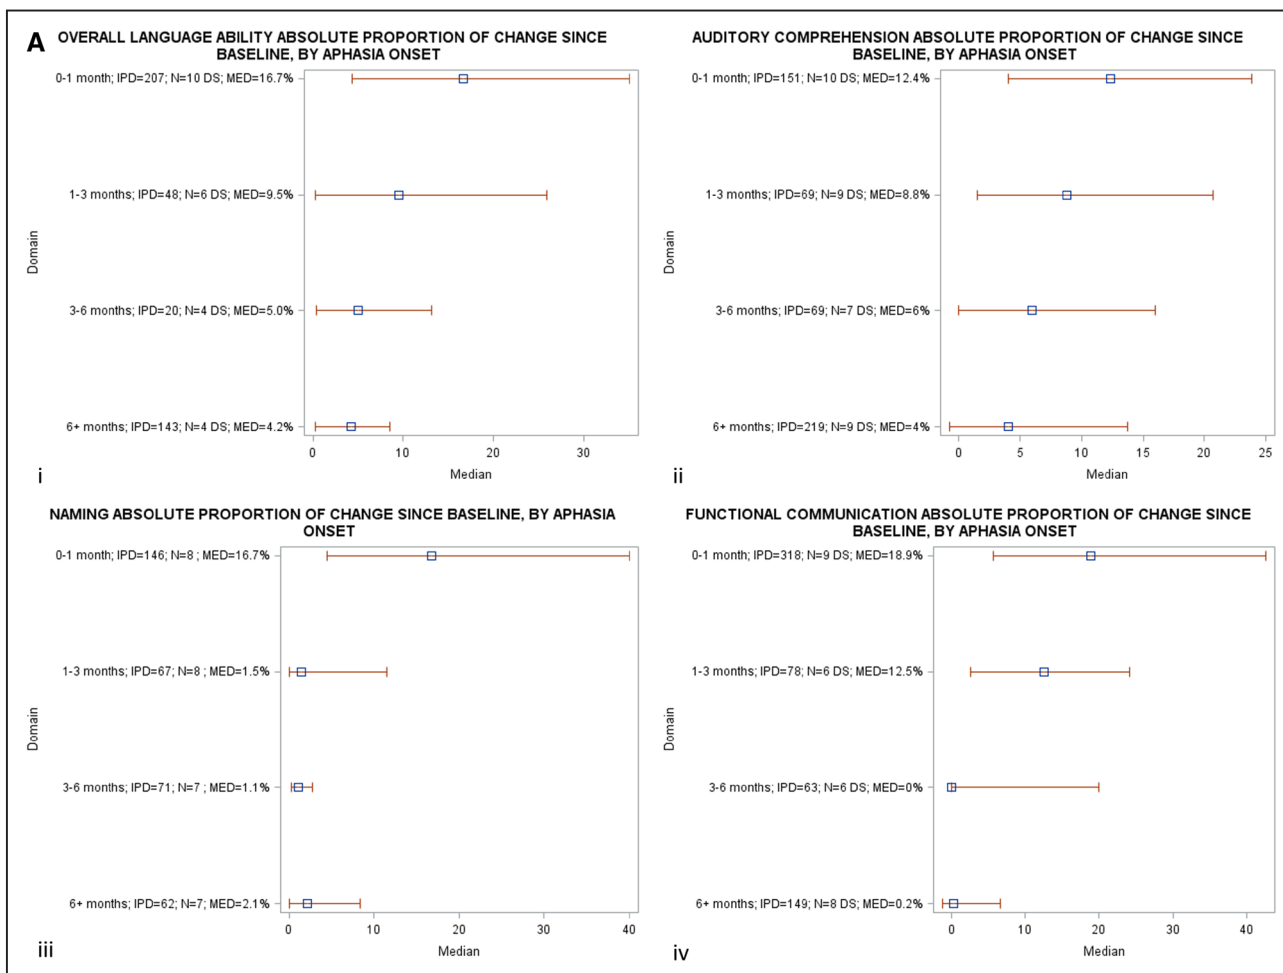 A
OVERALL LANGUAGE ABILITY ABSOLUTE PROPORTION OF CHANGE SINCE
BASELINE, BY APHASIA ONSET
0-1 month; IPD=207; N=10 DS; MED=16.7%
1-3 months; IPD=48; N=6 DS; MED=9.5%
Domain
3-6 months; IPD=20; N=4 DS; MED=5.0%
6+ months; IPD=143; N=4 DS; MED=4.2%
0 10 20 30
Median
i
AUDITORY COMPREHENSION ABSOLUTE PROPORTION OF CHANGE SINCE
BASELINE, BY APHASIA ONSET
0-1 month; IPD=151; N=10 DS; MED=12.4%
1-3 months; IPD=69; N=9 DS; MED=8.8%
Domain
3-6 months; IPD=69; N=7 DS; MED=6%
6+ months; IPD=219; N=9 DS; MED=4%
0 5 10 15 20 25
Median
ii
NAMING ABSOLUTE PROPORTION OF CHANGE SINCE BASELINE, BY APHASIA
ONSET
0-1 month; IPD=146; N=8 ; MED=16.7%
1-3 months; IPD=67; N=8 ; MED=1.5%
Domain
3-6 months; IPD=71; N=7 ; MED=1.1%
6+ months; IPD=62; N=7; MED=2.1%
0 10 20 30 40
Median
iii
FUNCTIONAL COMMUNICATION ABSOLUTE PROPORTION OF CHANGE SINCE
BASELINE, BY APHASIA ONSET
0-1 month; IPD=318; N=9 DS; MED=18.9%
1-3 months; IPD=78; N=6 DS; MED=12.5%
Domain
3-6 months; IPD=63; N=6 DS; MED=0%
6+ months; IPD=149; N=8 DS; MED=0.2%
0 10 20 30 40
Median
iv